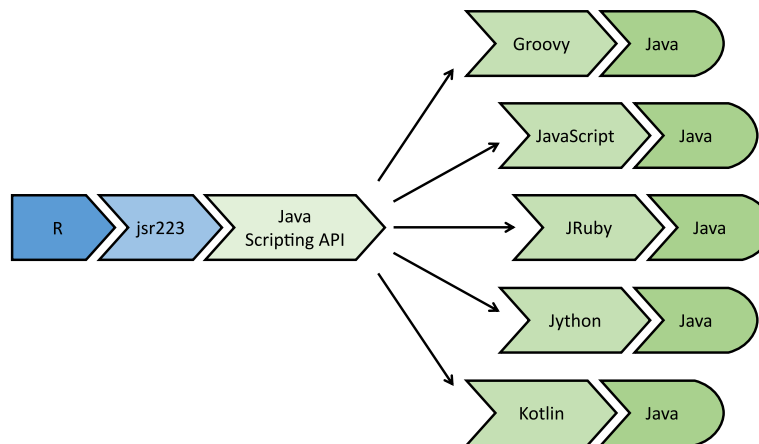 Groovy
Java
JavaScript
Java
R
jsr223
Java
Scripting API
JRuby
Java
Jython
Java
Kotlin
Java